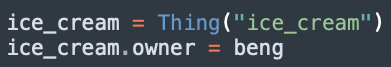 ice_cream = Thing("ice_cream")
ice_cream.owner = beng